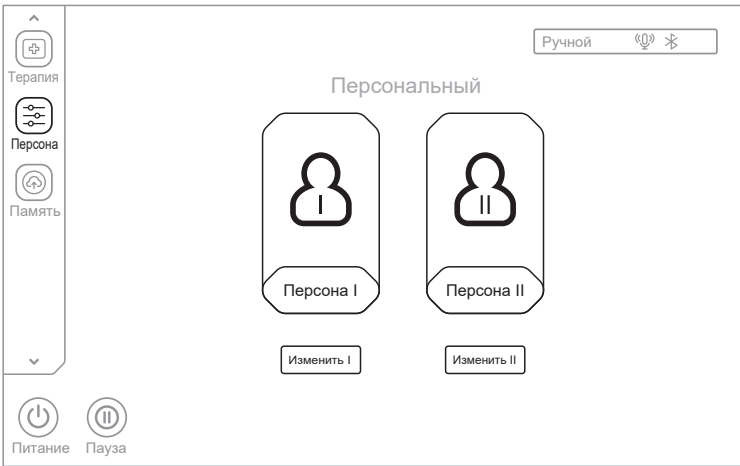 Ручной
Терапия
Персональный
Персона
Память
I
II
Персона I
Персона II
Изменить I
Изменить II
Питание
Пауза